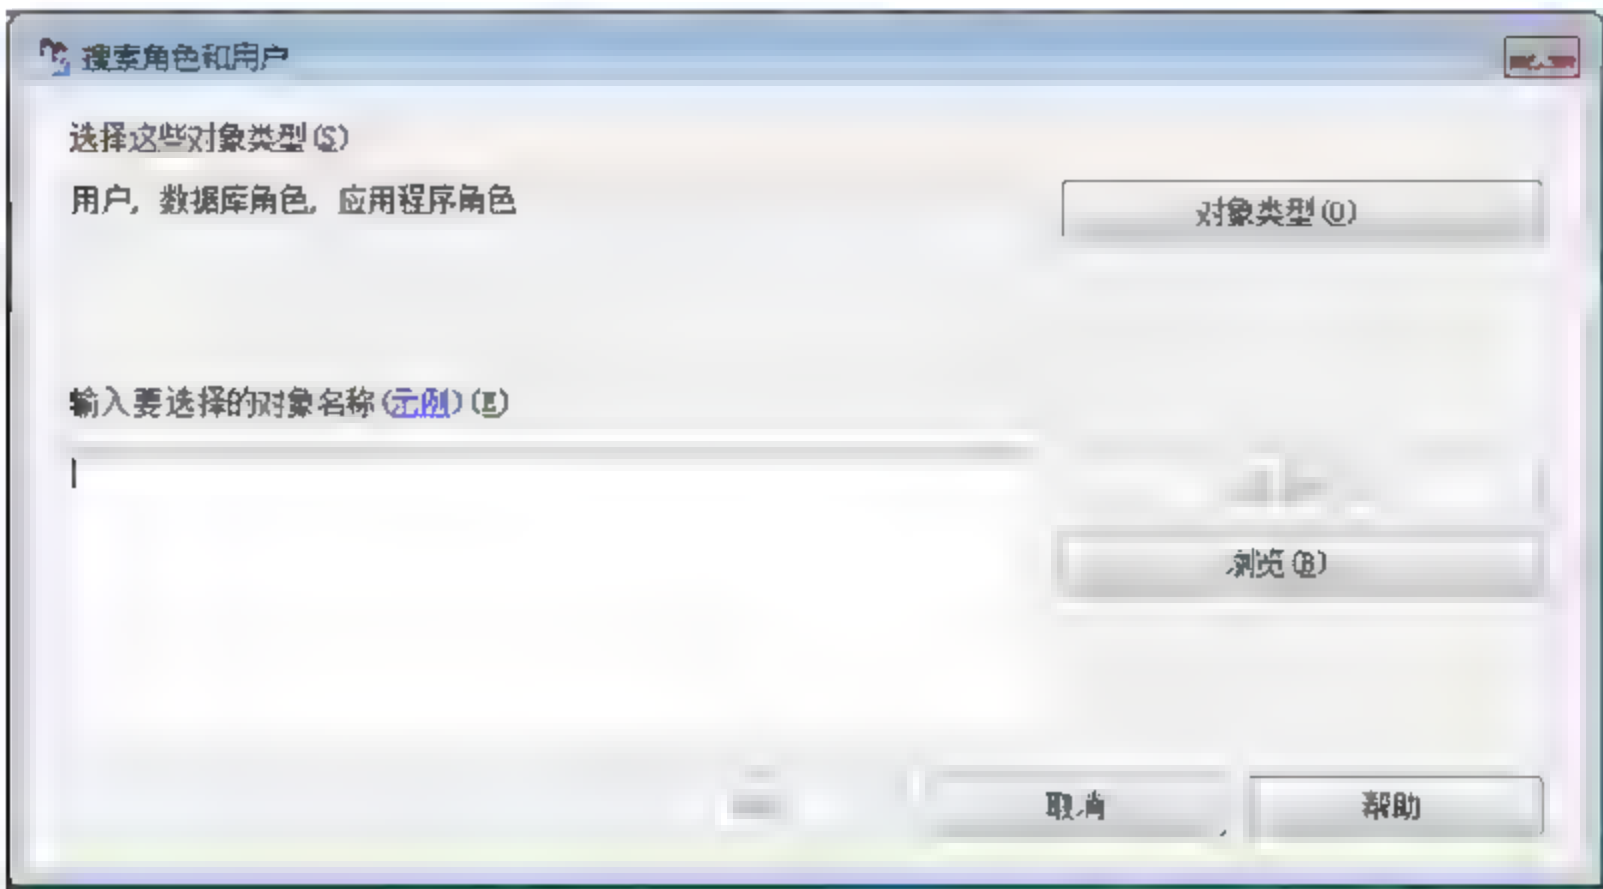 搜索角色和用户
选择这些对象类型(S)
用户, 数据库角色, 应用程序角色
对象类型(O)
输入要选择的对象名称(示例)(E)
浏览(B)
取消
帮助